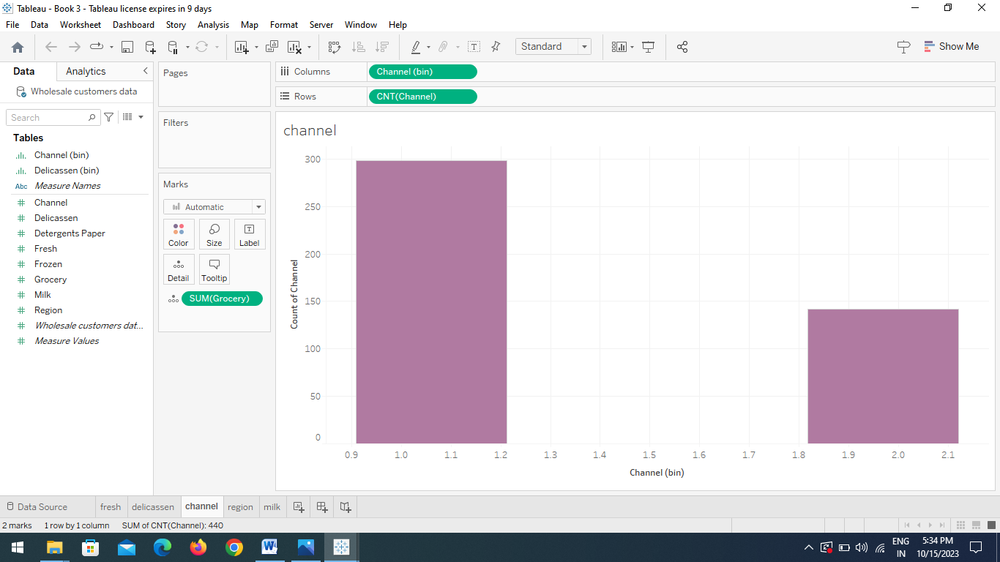 Tableau - Book 3 - Tableau license expires in 9 days
File Data Worksheet Dashboard Story Analysis Map Format Server Window Help
Standard Show Me
Data Analytics
Wholesale customers data
Search
Tables
Channel (bin)
Delicassen (bin)
Abc Measure Names
Channel
Delicassen
Detergents Paper
Fresh
Frozen
Grocery
Milk
Region
Wholesale customers dat...
Measure Values
Pages
Filters
Marks
Automatic
Color Size Label
Detail Tooltip
SUM(Grocery)
Columns Channel (bin)
Rows CNT(Channel)
channel
Count of Channel
300
250
200
150
100
50
0
0.9 1.0 1.1 1.2 1.3 1.4 1.5 1.6 1.7 1.8 1.9 2.0 2.1
Channel (bin)
Data Source fresh delicassen channel region milk
2 marks 1 row by 1 column SUM of CNT(Channel): 440
ENG 5:34 PM
IN 10/15/2023